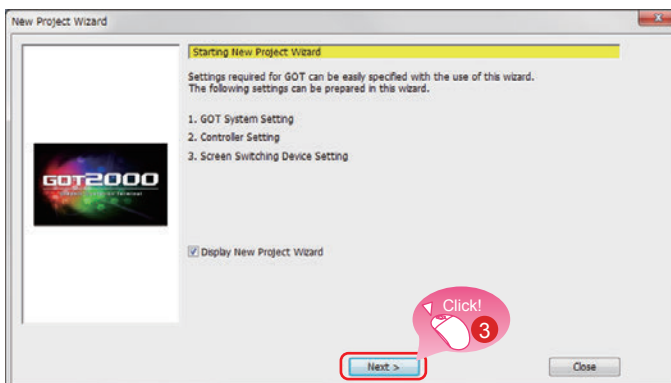 New Project Wizard
Starting New Project Wizard
Settings required for GOT can be easily specified with the use of this wizard.
The following settings can be prepared in this wizard.
1. GOT System Setting
2. Controller Setting
3. Screen Switching Device Setting
GOT2000
Display New Project Wizard
Click!
3
Next >
Close